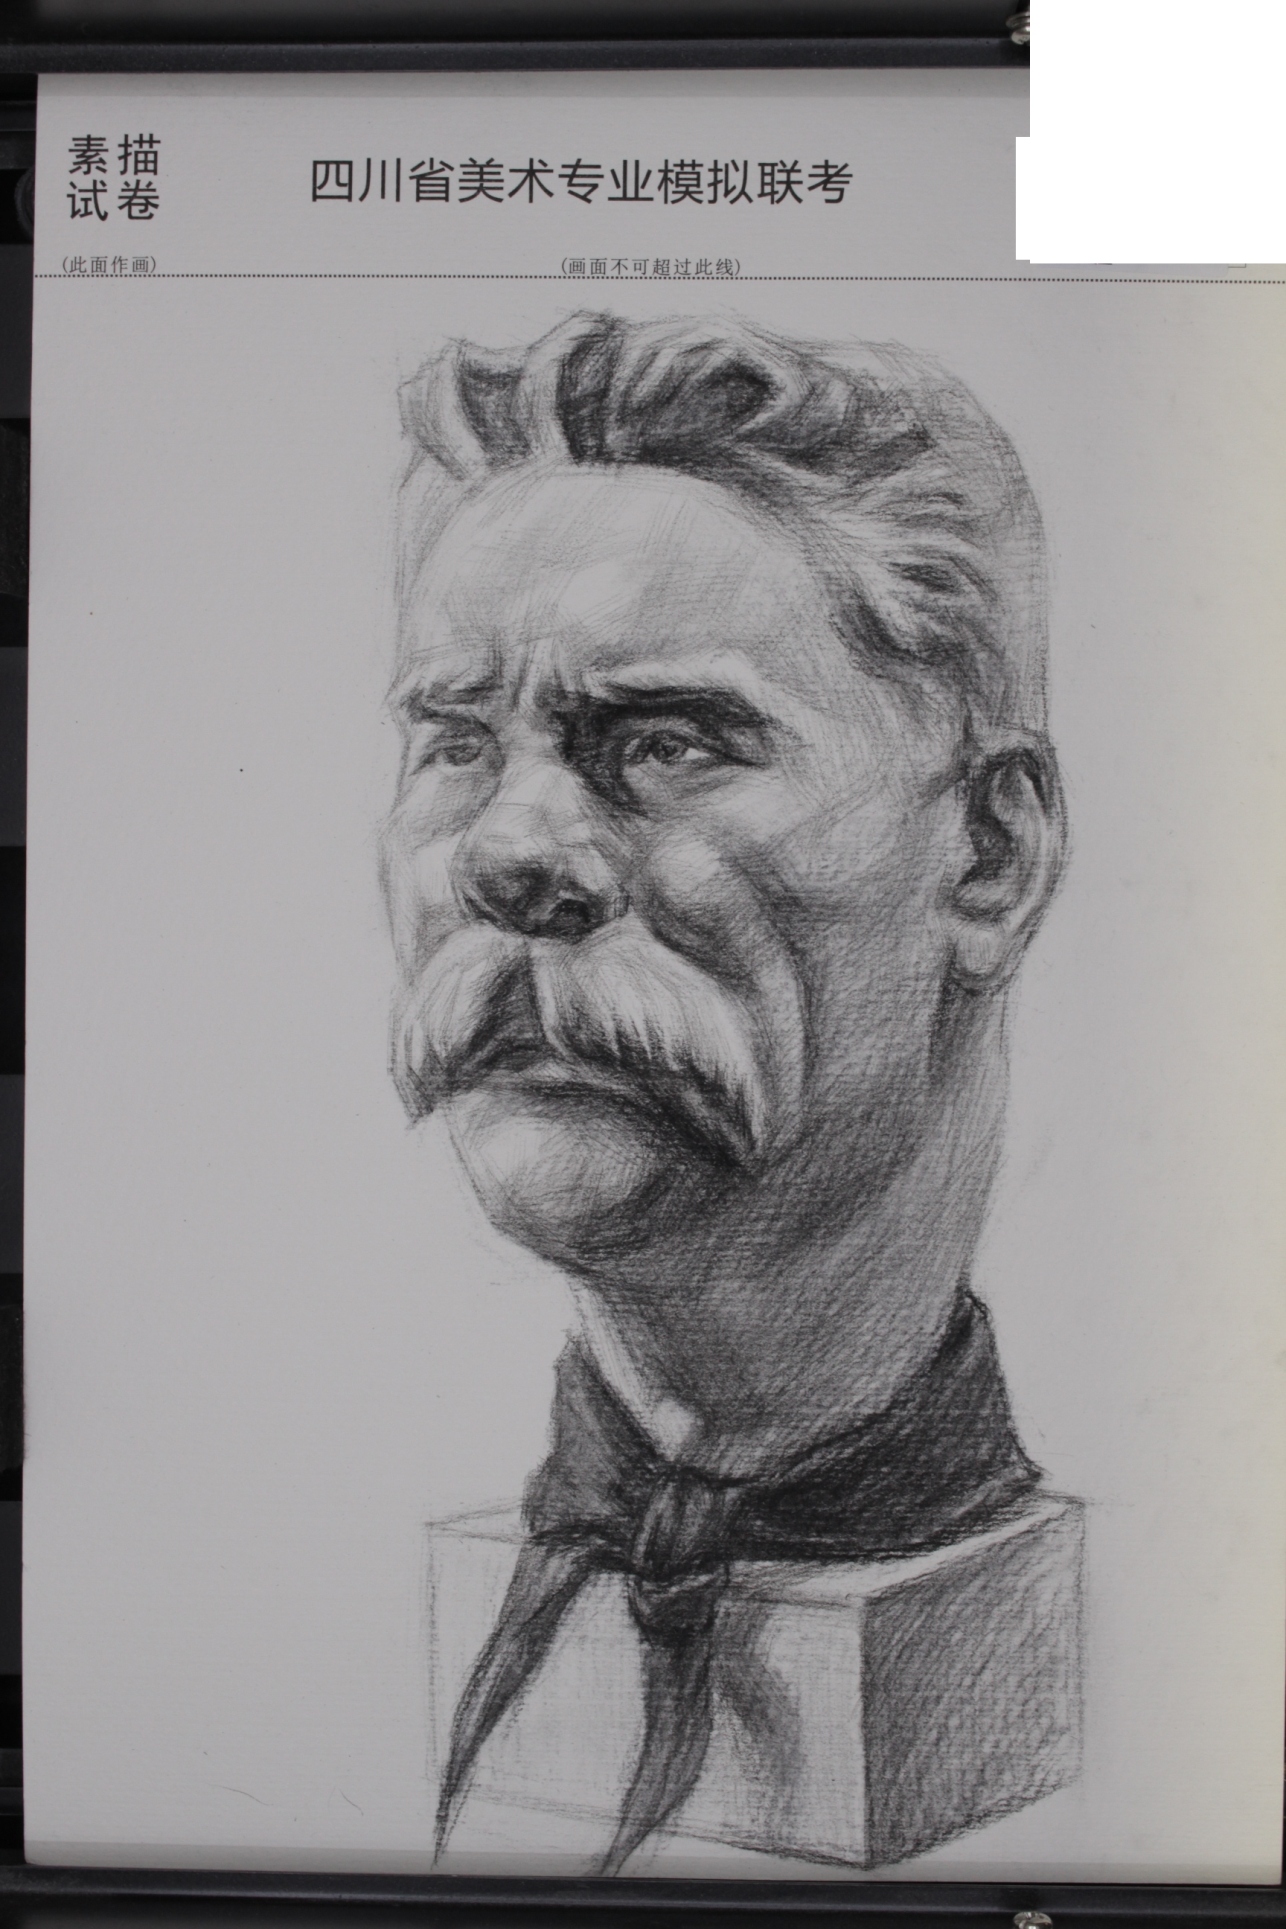 素描
试卷
四川省美术专业模拟联考
(此面作画)
(画面不可超过此线)